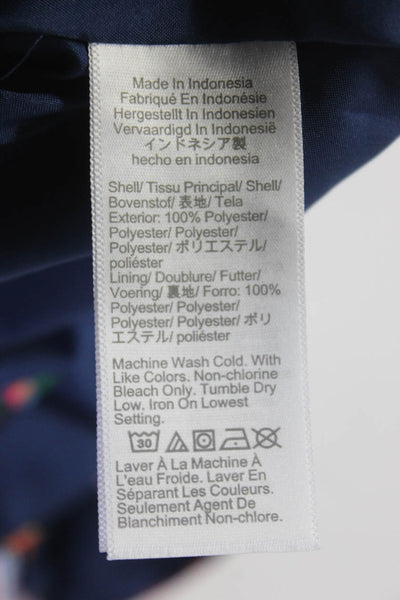 Made In Indonesia
Fabriqué En Indonésie
Hergestellt In Indonesien
Vervaardigd In Indonesië
インドネシア製
hecho en indonesia
Shell/ Tissu Principal/ Shell/
Bovenstof/ 表地/ Tela
Exterior: 100% Polyester/
Polyester/ Polyester/
Polyester/ ポリエステル/
poliéster
Lining/ Doublure/ Futter/
Voering/ 裏地/ Forro: 100%
Polyester/ Polyester/
Polyester/ Polyester/ ポリ
エステル/ poliéster
Machine Wash Cold. With
Like Colors. Non-chlorine
Bleach Only. Tumble Dry
Low. Iron On Lowest
Setting.
30
Laver À La Machine À
L'eau Froide. Laver En
Séparant Les Couleurs.
Seulement Agent De
Blanchiment Non-chlore.